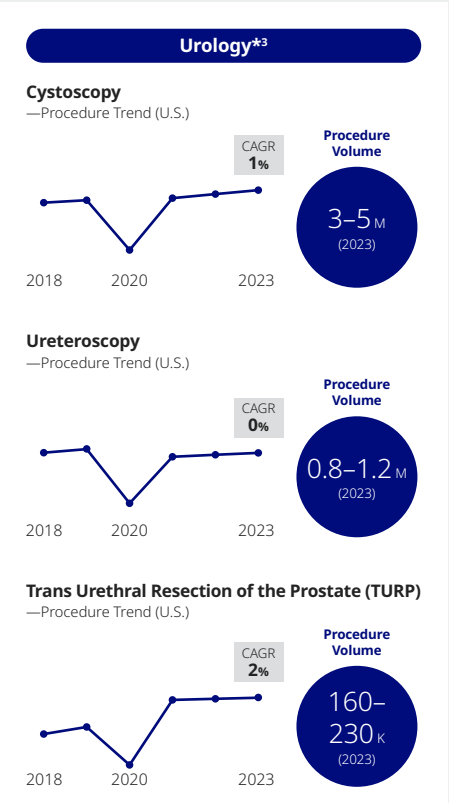 Urology*³
Cystoscopy
—Procedure Trend (U.S.)
Procedure
Volume
CAGR
1%
3–5 M
(2023)
2018 2020 2023
Ureteroscopy
—Procedure Trend (U.S.)
Procedure
Volume
CAGR
0%
0.8–1.2 M
(2023)
2018 2020 2023
Trans Urethral Resection of the Prostate (TURP)
—Procedure Trend (U.S.)
Procedure
Volume
CAGR
2%
160–
230 K
(2023)
2018 2020 2023